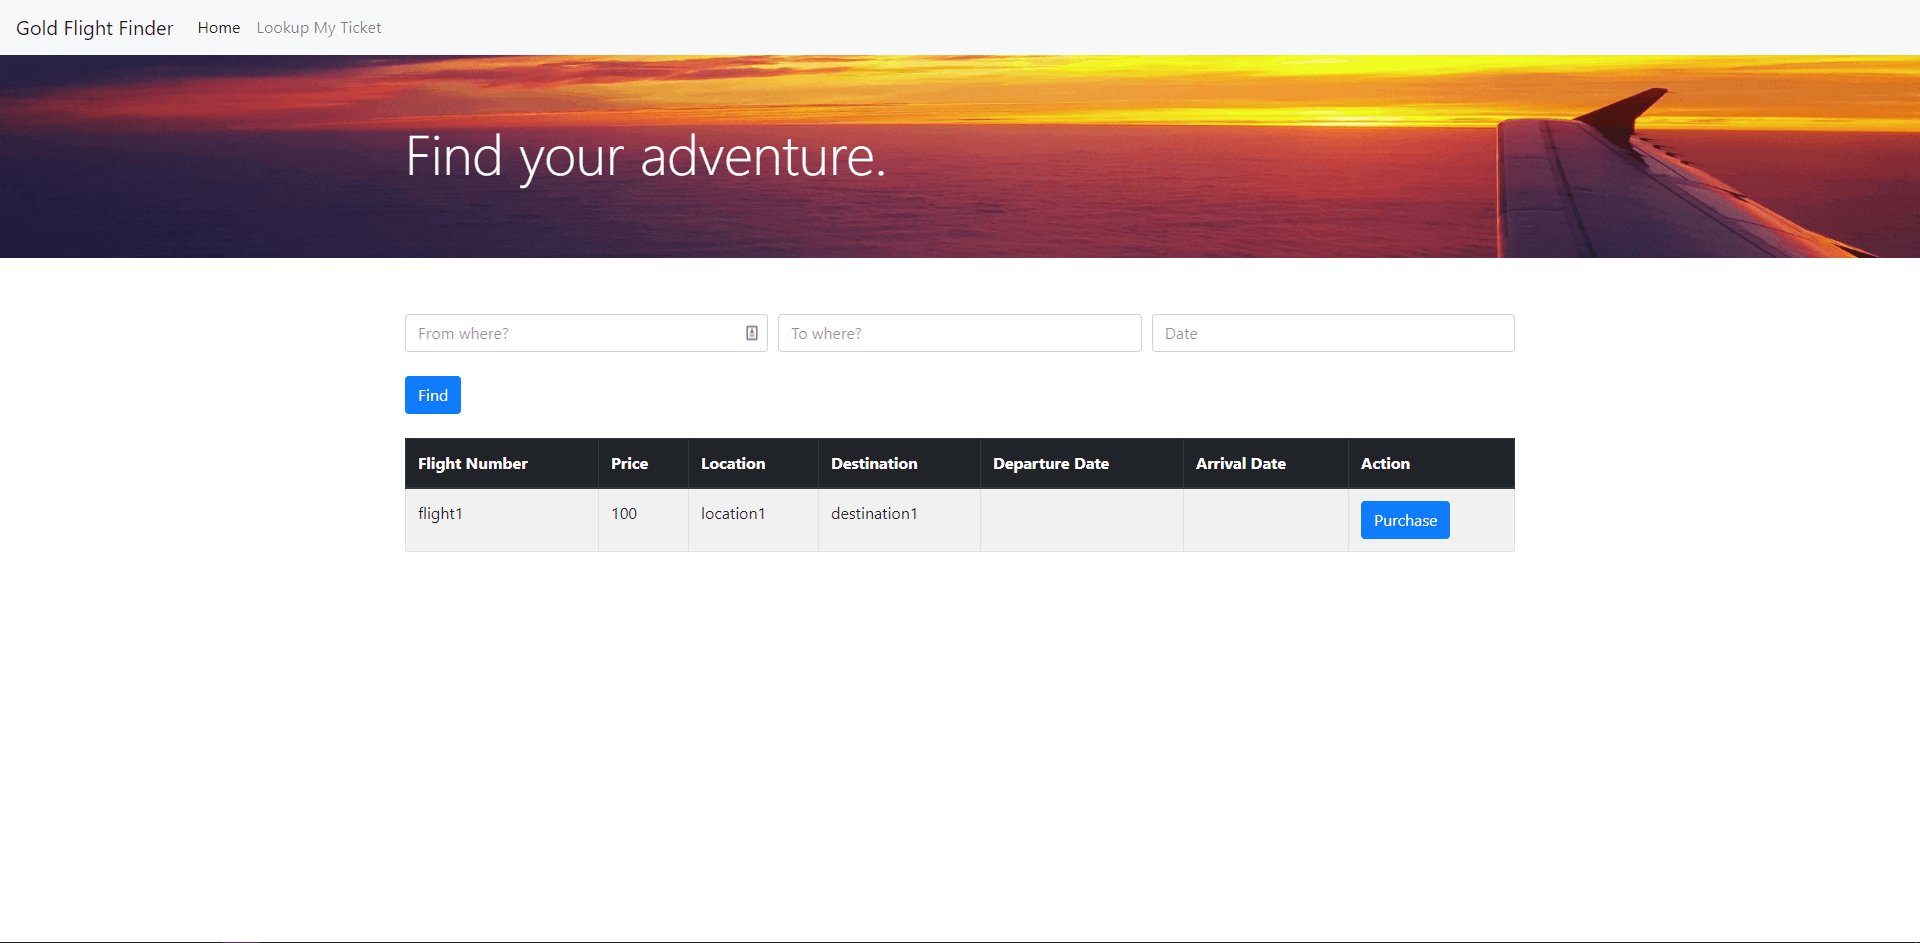 Gold Flight Finder Home Lookup My Ticket
Find your adventure.
From where? To where? Date
Find
Flight Number Price Location Destination Departure Date Arrival Date Action
flight1 100 location1 destination1 Purchase